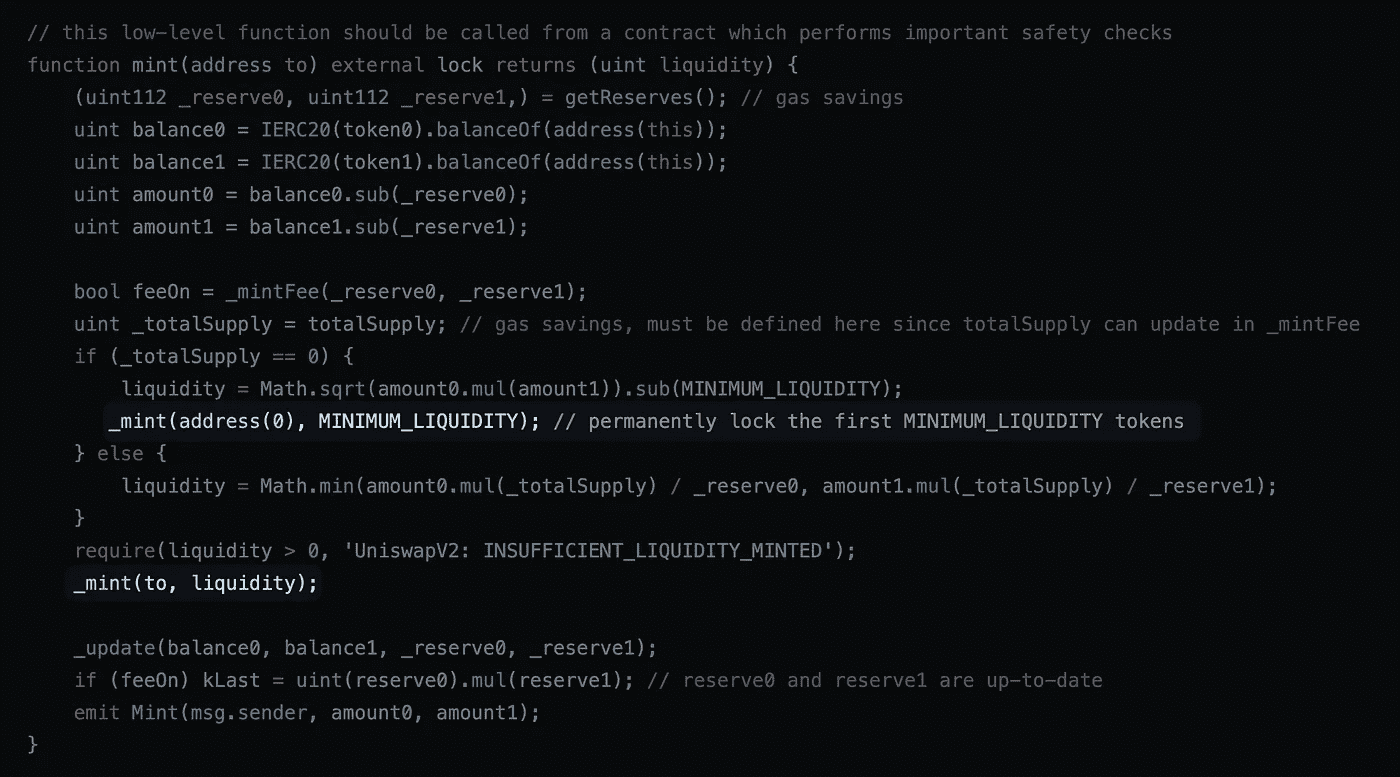 // this low-level function should be called from a contract which performs important safety checks
function mint(address to) external lock returns (uint liquidity) {
(uint112 _reserve0, uint112 _reserve1,) = getReserves(); // gas savings
uint balance0 = IERC20(token0).balanceOf(address(this));
uint balance1 = IERC20(token1).balanceOf(address(this));
uint amount0 = balance0.sub(_reserve0);
uint amount1 = balance1.sub(_reserve1);
bool feeOn = _mintFee(_reserve0, _reserve1);
uint _totalSupply = totalSupply; // gas savings, must be defined here since totalSupply can update in _mintFee
if (_totalSupply == 0) {
liquidity = Math.sqrt(amount0.mul(amount1)).sub(MINIMUM_LIQUIDITY);
_mint(address(0), MINIMUM_LIQUIDITY); // permanently lock the first MINIMUM_LIQUIDITY tokens
} else {
liquidity = Math.min(amount0.mul(_totalSupply) / _reserve0, amount1.mul(_totalSupply) / _reserve1);
}
require(liquidity > 0, 'UniswapV2: INSUFFICIENT_LIQUIDITY_MINTED');
_mint(to, liquidity);
_update(balance0, balance1, _reserve0, _reserve1);
if (feeOn) kLast = uint(reserve0).mul(reserve1); // reserve0 and reserve1 are up-to-date
emit Mint(msg.sender, amount0, amount1);
}